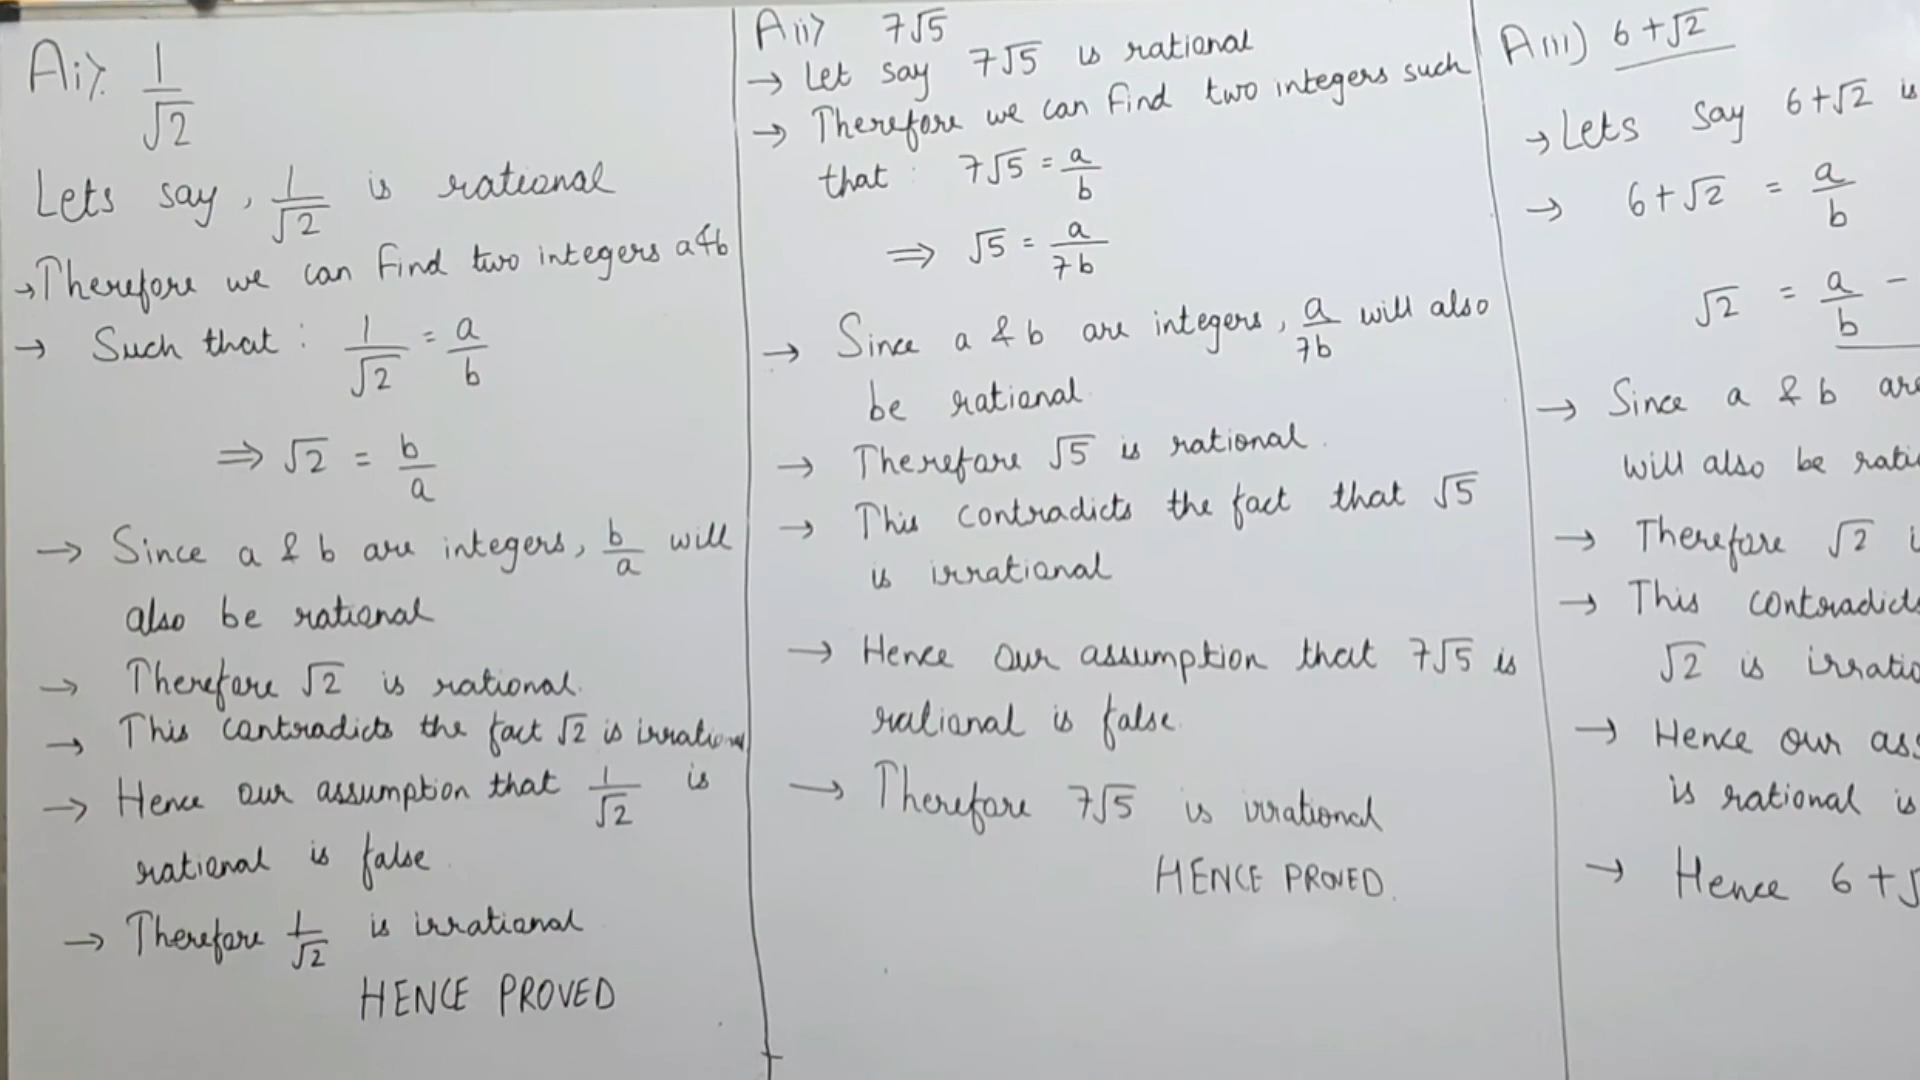 Ai) 1/√2
Lets say, 1/√2 is rational
→ Therefore we can find two integers a & b
→ Such that: 1/√2 = a/b
⇒ √2 = b/a
→ Since a & b are integers, b/a will
also be rational
→ Therefore √2 is rational.
→ This contradicts the fact √2 is irrational
→ Hence our assumption that 1/√2 is
rational is false.
→ Therefore 1/√2 is irrational
HENCE PROVED
Aii) 7√5
→ Let say 7√5 is rational
→ Therefore we can find two integers such
that: 7√5 = a/b
⇒ √5 = a/7b
→ Since a & b are integers, a/7b will also
be rational.
→ Therefore √5 is rational.
→ This contradicts the fact that √5
is irrational
→ Hence our assumption that 7√5 is
rational is false.
→ Therefore 7√5 is irrational
HENCE PROVED.
Aiii) 6+√2
→ Lets say 6+√2 is
→ 6+√2 = a/b
√2 = a/b -
→ Since a & b are
will also be
→ Therefore √2
→ This
√2 is
→ Hence our
is rational is
→ Hence 6+